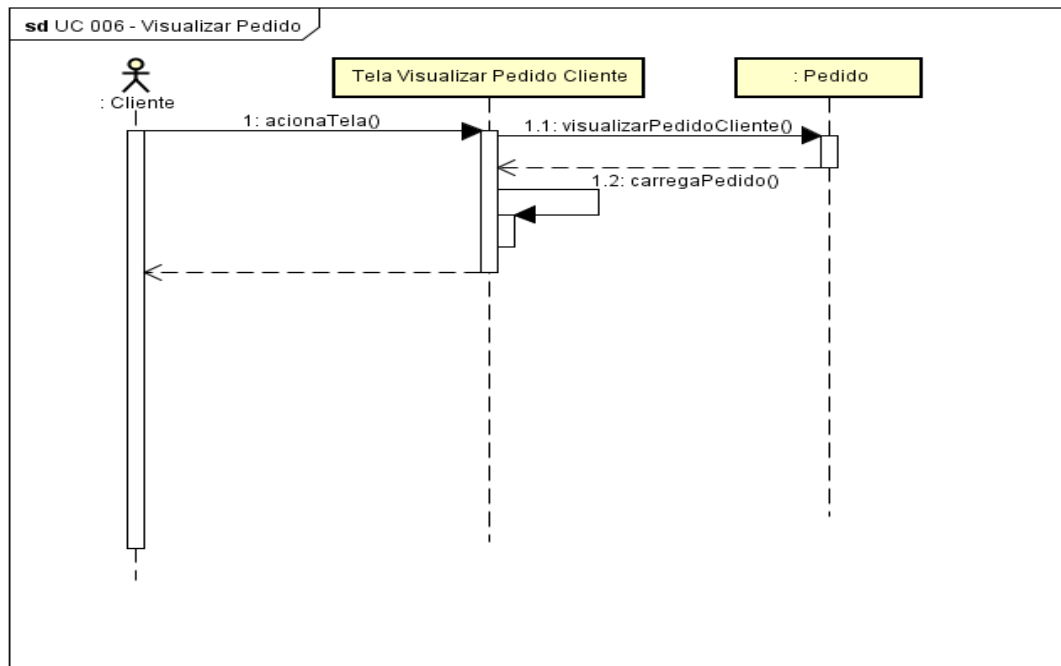 sd UC 006 - Visualizar Pedido
: Cliente
Tela Visualizar Pedido Cliente
: Pedido
1: acionaTela()
1.1: visualizarPedidoCliente()
1.2: carregaPedido()